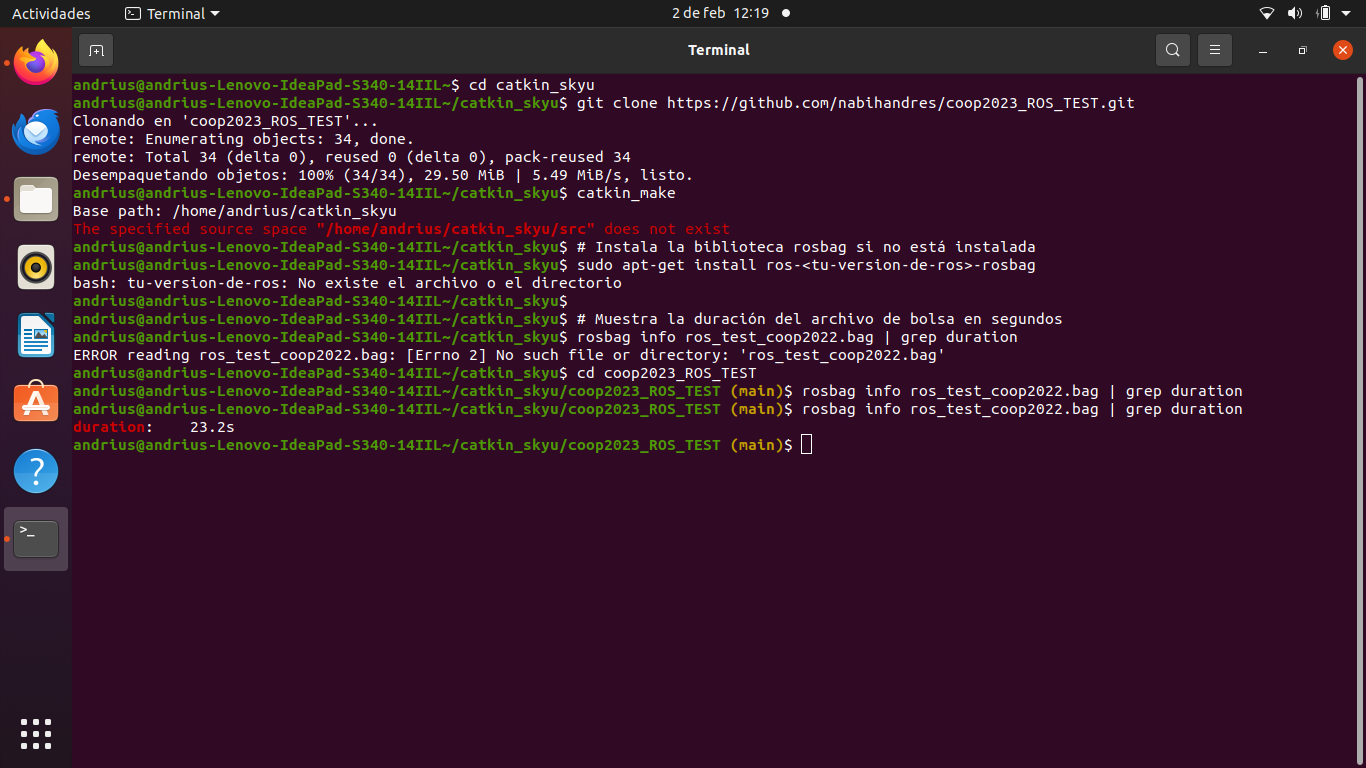 Actividades
Terminal
2 de feb 12:19
Terminal
andrius@andrius-Lenovo-IdeaPad-S340-14IIL~$ cd catkin_skyu
andrius@andrius-Lenovo-IdeaPad-S340-14IIL~/catkin_skyu$ git clone https://github.com/nabihandres/coop2023_ROS_TEST.git
Clonando en 'coop2023_ROS_TEST'...
remote: Enumerating objects: 34, done.
remote: Total 34 (delta 0), reused 0 (delta 0), pack-reused 34
Desempaquetando objetos: 100% (34/34), 29.50 MiB | 5.49 MiB/s, listo.
andrius@andrius-Lenovo-IdeaPad-S340-14IIL~/catkin_skyu$ catkin_make
Base path: /home/andrius/catkin_skyu
The specified source space "/home/andrius/catkin_skyu/src" does not exist
andrius@andrius-Lenovo-IdeaPad-S340-14IIL~/catkin_skyu$ # Instala la biblioteca rosbag si no está instalada
andrius@andrius-Lenovo-IdeaPad-S340-14IIL~/catkin_skyu$ sudo apt-get install ros-<tu-version-de-ros>-rosbag
bash: tu-version-de-ros: No existe el archivo o el directorio
andrius@andrius-Lenovo-IdeaPad-S340-14IIL~/catkin_skyu$
andrius@andrius-Lenovo-IdeaPad-S340-14IIL~/catkin_skyu$ # Muestra la duración del archivo de bolsa en segundos
andrius@andrius-Lenovo-IdeaPad-S340-14IIL~/catkin_skyu$ rosbag info ros_test_coop2022.bag | grep duration
ERROR reading ros_test_coop2022.bag: [Errno 2] No such file or directory: 'ros_test_coop2022.bag'
andrius@andrius-Lenovo-IdeaPad-S340-14IIL~/catkin_skyu$ cd coop2023_ROS_TEST
andrius@andrius-Lenovo-IdeaPad-S340-14IIL~/catkin_skyu/coop2023_ROS_TEST (main)$ rosbag info ros_test_coop2022.bag | grep duration
andrius@andrius-Lenovo-IdeaPad-S340-14IIL~/catkin_skyu/coop2023_ROS_TEST (main)$ rosbag info ros_test_coop2022.bag | grep duration
duration: 23.2s
andrius@andrius-Lenovo-IdeaPad-S340-14IIL~/catkin_skyu/coop2023_ROS_TEST (main)$